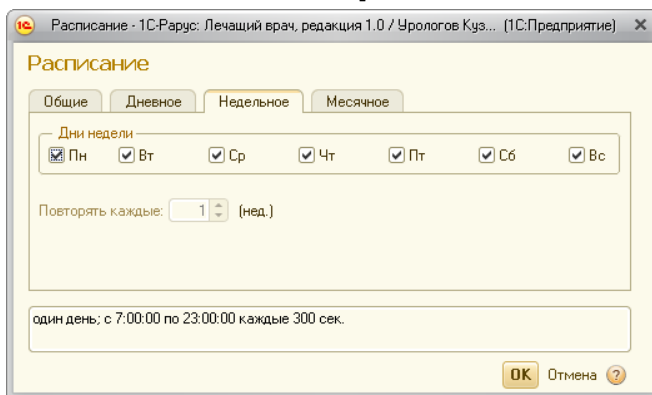 Расписание - 1С-Рарус: Лечащий врач, редакция 1.0 / Урологов Куз... (1С:Предприятие)
Расписание
Общие Дневное Недельное Месячное
Дни недели
Пн Вт Ср Чт Пт Сб Вс
Повторять каждые: 1 (нед.)
один день; с 7:00:00 по 23:00:00 каждые 300 сек.
OK Отмена ?